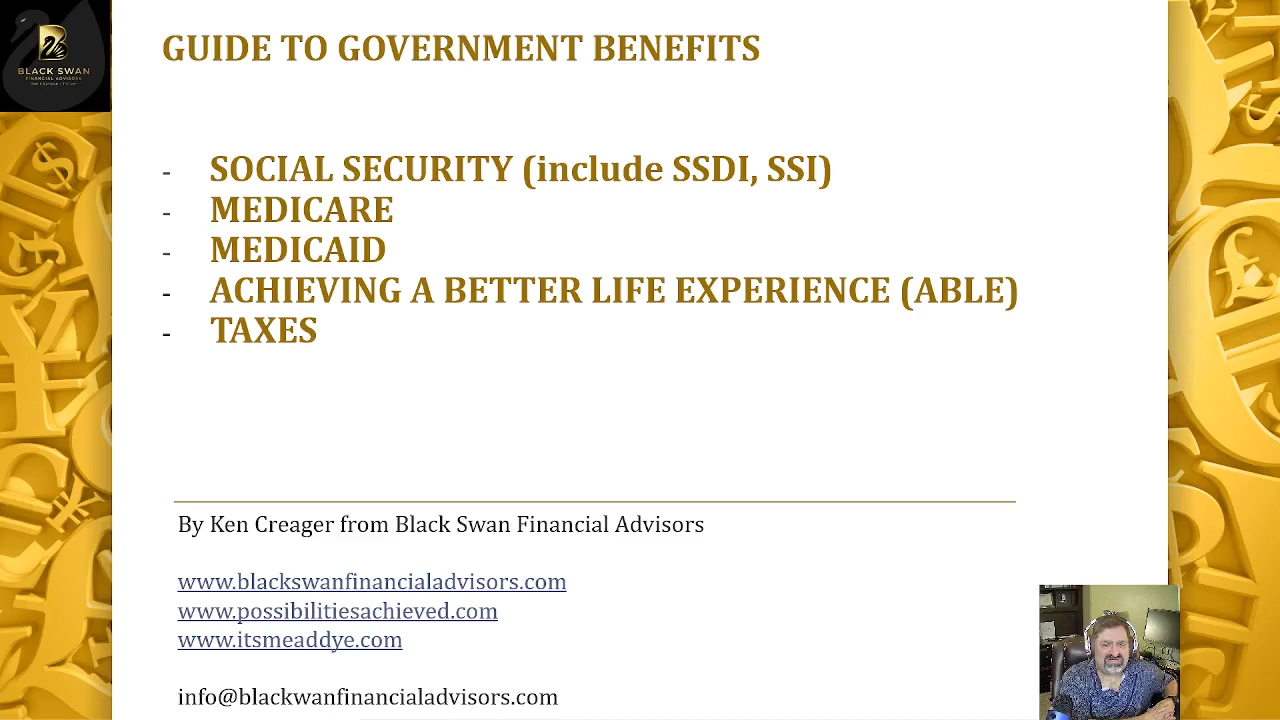 BLACK SWAN
FINANCIAL ADVISORS
GUIDE TO GOVERNMENT BENEFITS
- SOCIAL SECURITY (include SSDI, SSI)
- MEDICARE
- MEDICAID
- ACHIEVING A BETTER LIFE EXPERIENCE (ABLE)
- TAXES
By Ken Creager from Black Swan Financial Advisors
www.blackswanfinancialadvisors.com
www.possibilitiesachieved.com
www.itsmeaddye.com
info@blackwanfinancialadvisors.com